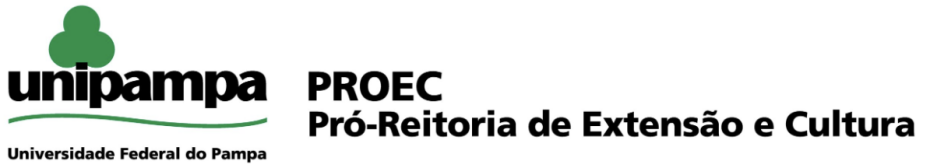 unipampa
Universidade Federal do Pampa
PROEC
Pró-Reitoria de Extensão e Cultura